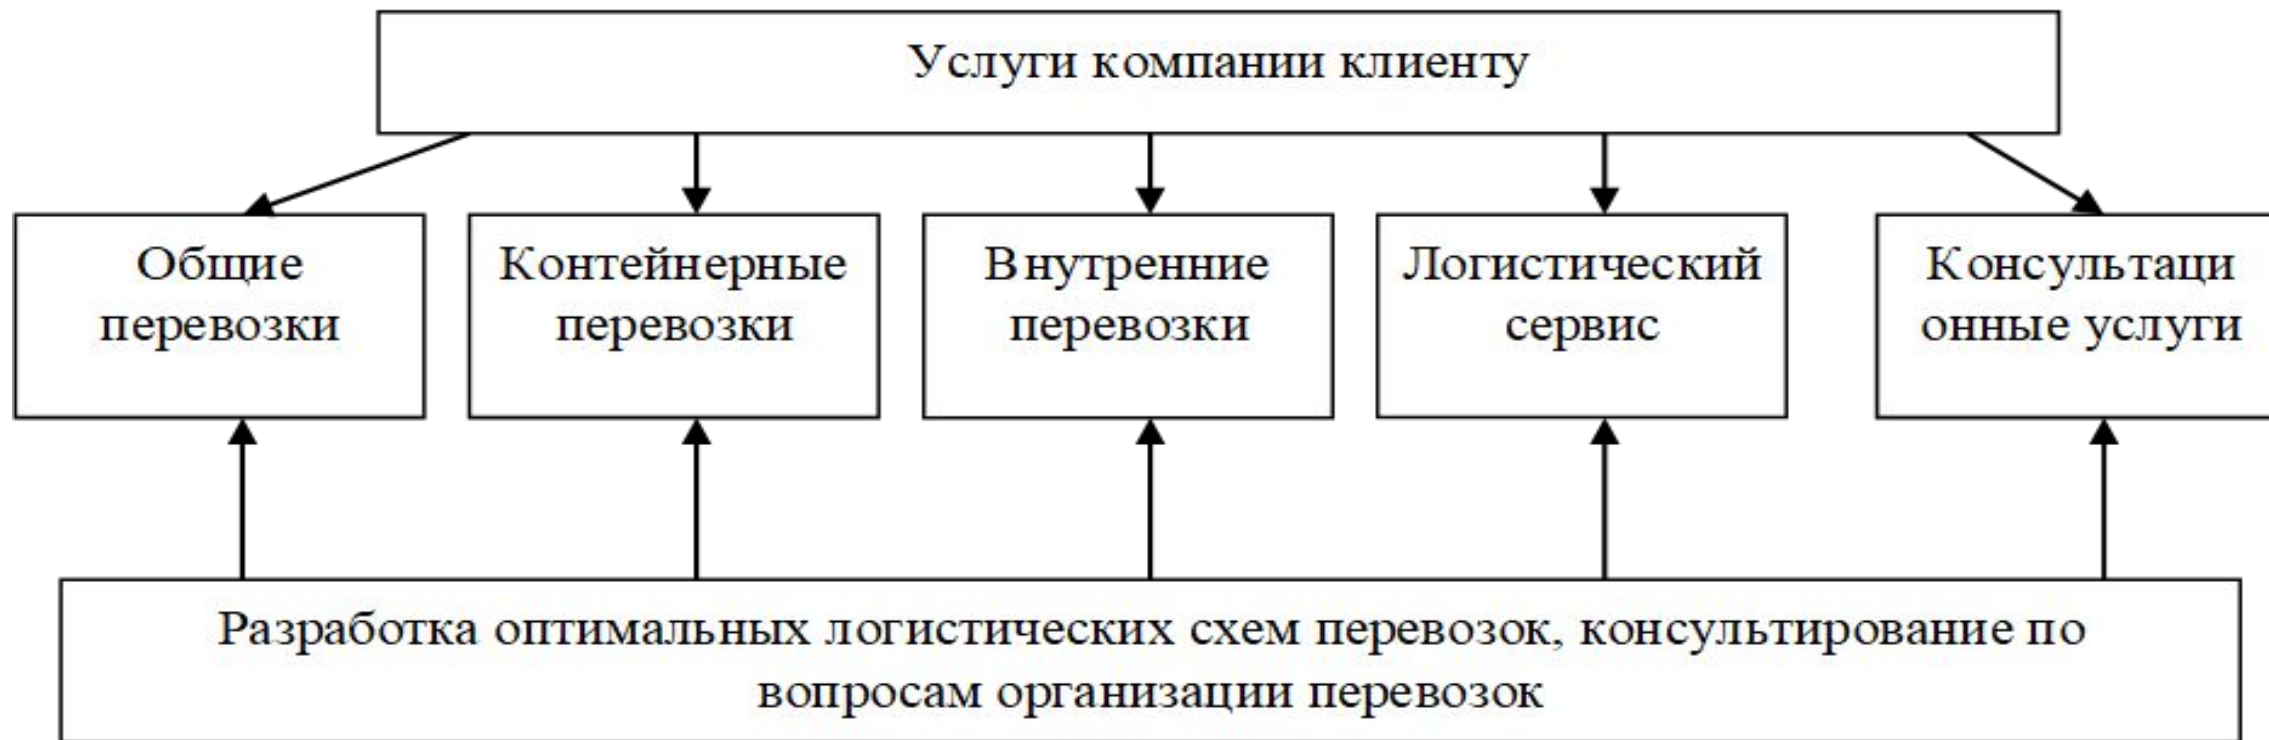 Услуги компании клиенту
Общие
перевозки
Контейнерные
перевозки
Внутренние
перевозки
Логистический
сервис
Консультаци
онные услуги
Разработка оптимальных логистических схем перевозок, консультирование по
вопросам организации перевозок